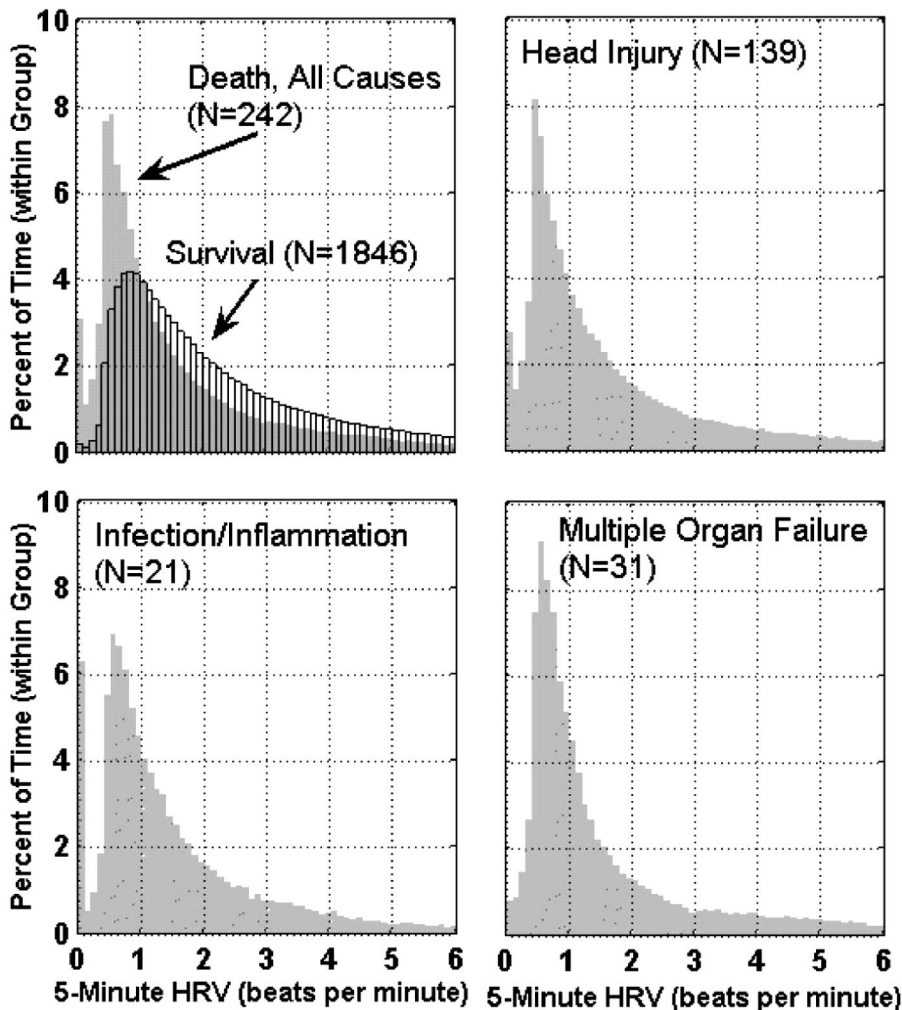 Percent of Time (within Group)
10
8
6
4
2
0
Death, All Causes
(N=242)
Survival (N=1846)
Head Injury (N=139)
Percent of Time (within Group)
10
8
6
4
2
0
Infection/Inflammation
(N=21)
0 1 2 3 4 5 6
5-Minute HRV (beats per minute)
Multiple Organ Failure
(N=31)
0 1 2 3 4 5 6
5-Minute HRV (beats per minute)